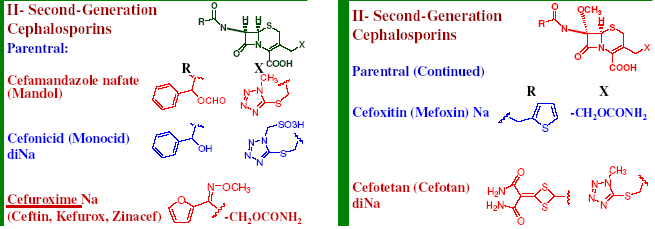 II- Second-Generation
Cephalosporins
Parentral:
R X
Cefamandazole nafate
(Mandol)
Cefonicid (Monocid)
diNa
Cefuroxime Na
(Ceftin, Kefurox, Zinacef)
-CH₂OCONH₂
R
O
N
H
H
H
S
N
O
X
COOH
OCHO
CH₃
N
N
N
N
S
OH
SO3H
N
N
N
N
S
O
N
OCH₃
II- Second-Generation
Cephalosporins
Parentral (Continued)
R X
Cefoxitin (Mefoxin) Na
-CH₂OCONH₂
Cefotetan (Cefotan)
diNa
R
O
N
H
OCH₃
H
S
N
O
X
COOH
S
H₂N
O
H₂N
O
S
S
CH₃
N
N
N
N
S